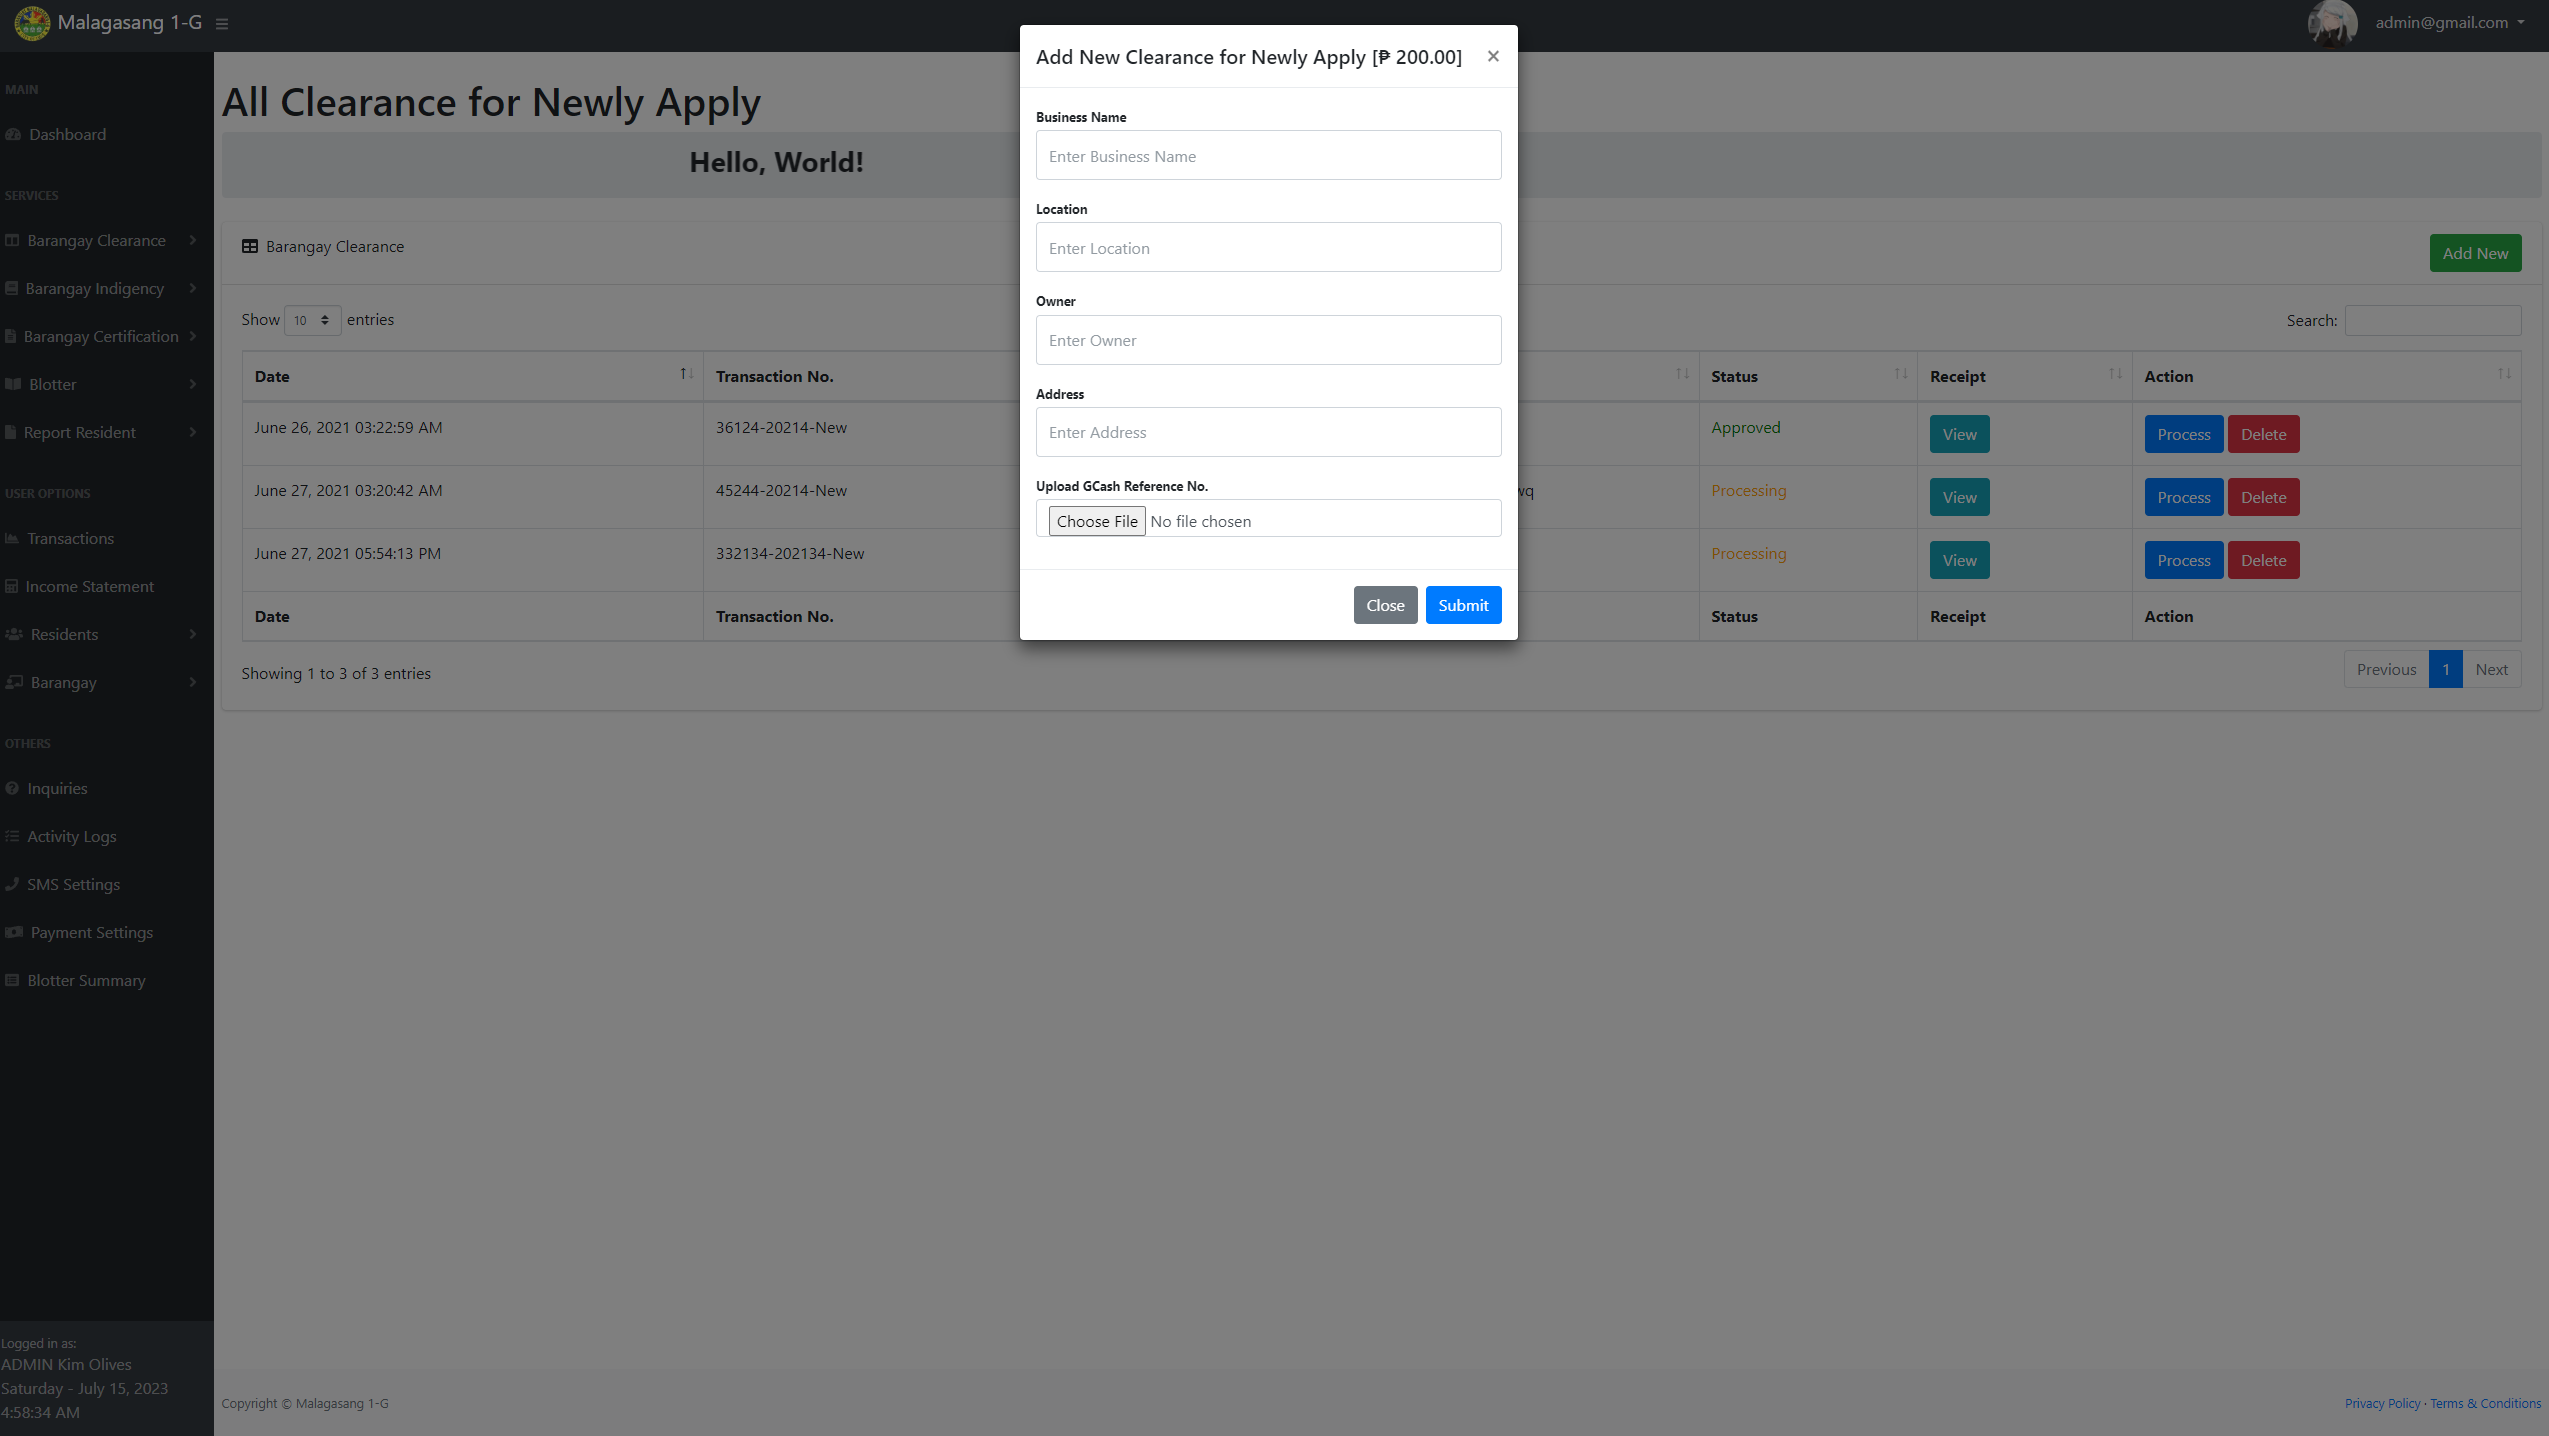 Malagasang 1-G
admin@gmail.com
MAIN
Dashboard
SERVICES
Barangay Clearance
Barangay Indigency
Barangay Certification
Blotter
Report Resident
USER OPTIONS
Transactions
Income Statement
Residents
Barangay
OTHERS
Inquiries
Activity Logs
SMS Settings
Payment Settings
Blotter Summary
Logged in as:
ADMIN Kim Olives
Saturday - July 15, 2023
4:58:34 AM
All Clearance for Newly Apply
Hello, World!
Barangay Clearance
Add New
Show 10 entries
Search:
Date Transaction No. Status Receipt Action
June 26, 2021 03:22:59 AM 36124-20214-New Approved View Process Delete
June 27, 2021 03:20:42 AM 45244-20214-New wq Processing View Process Delete
June 27, 2021 05:54:13 PM 332134-202134-New Processing View Process Delete
Date Transaction No. Status Receipt Action
Showing 1 to 3 of 3 entries
Previous 1 Next
Add New Clearance for Newly Apply [₱ 200.00] ×
Business Name
Enter Business Name
Location
Enter Location
Owner
Enter Owner
Address
Enter Address
Upload GCash Reference No.
Choose File No file chosen
Close Submit
Copyright © Malagasang 1-G
Privacy Policy · Terms & Conditions